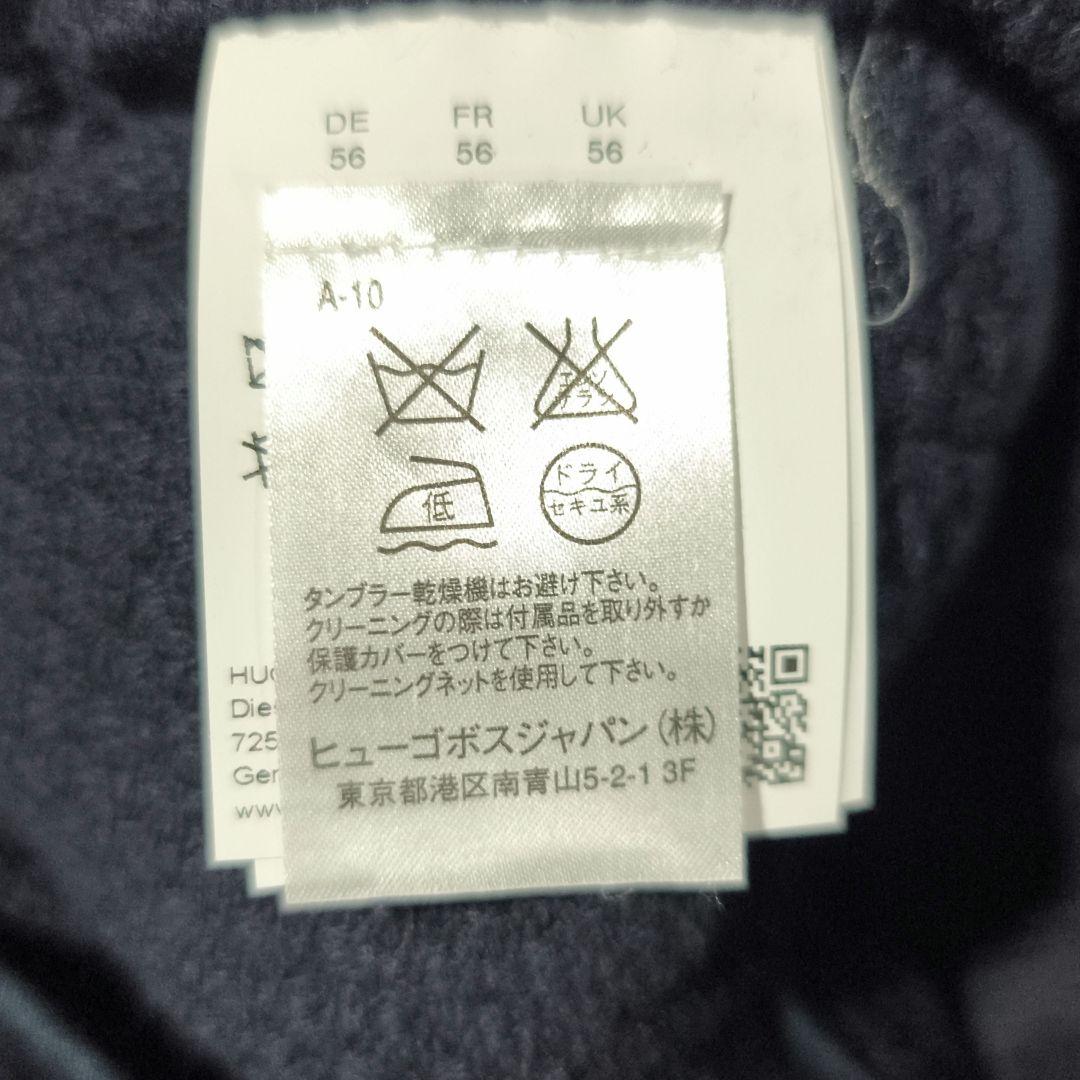 DE FR UK
56 56 56
A-10
エンソ
サラシ
低
ドライ
セキユ系
タンブラー乾燥機はお避け下さい。
クリーニングの際は付属品を取り外すか
保護カバーをつけて下さい。
クリーニングネットを使用して下さい。
ヒューゴボスジャパン(株)
東京都港区南青山5-2-1 3F
HUG
Dies
725
Ger
www